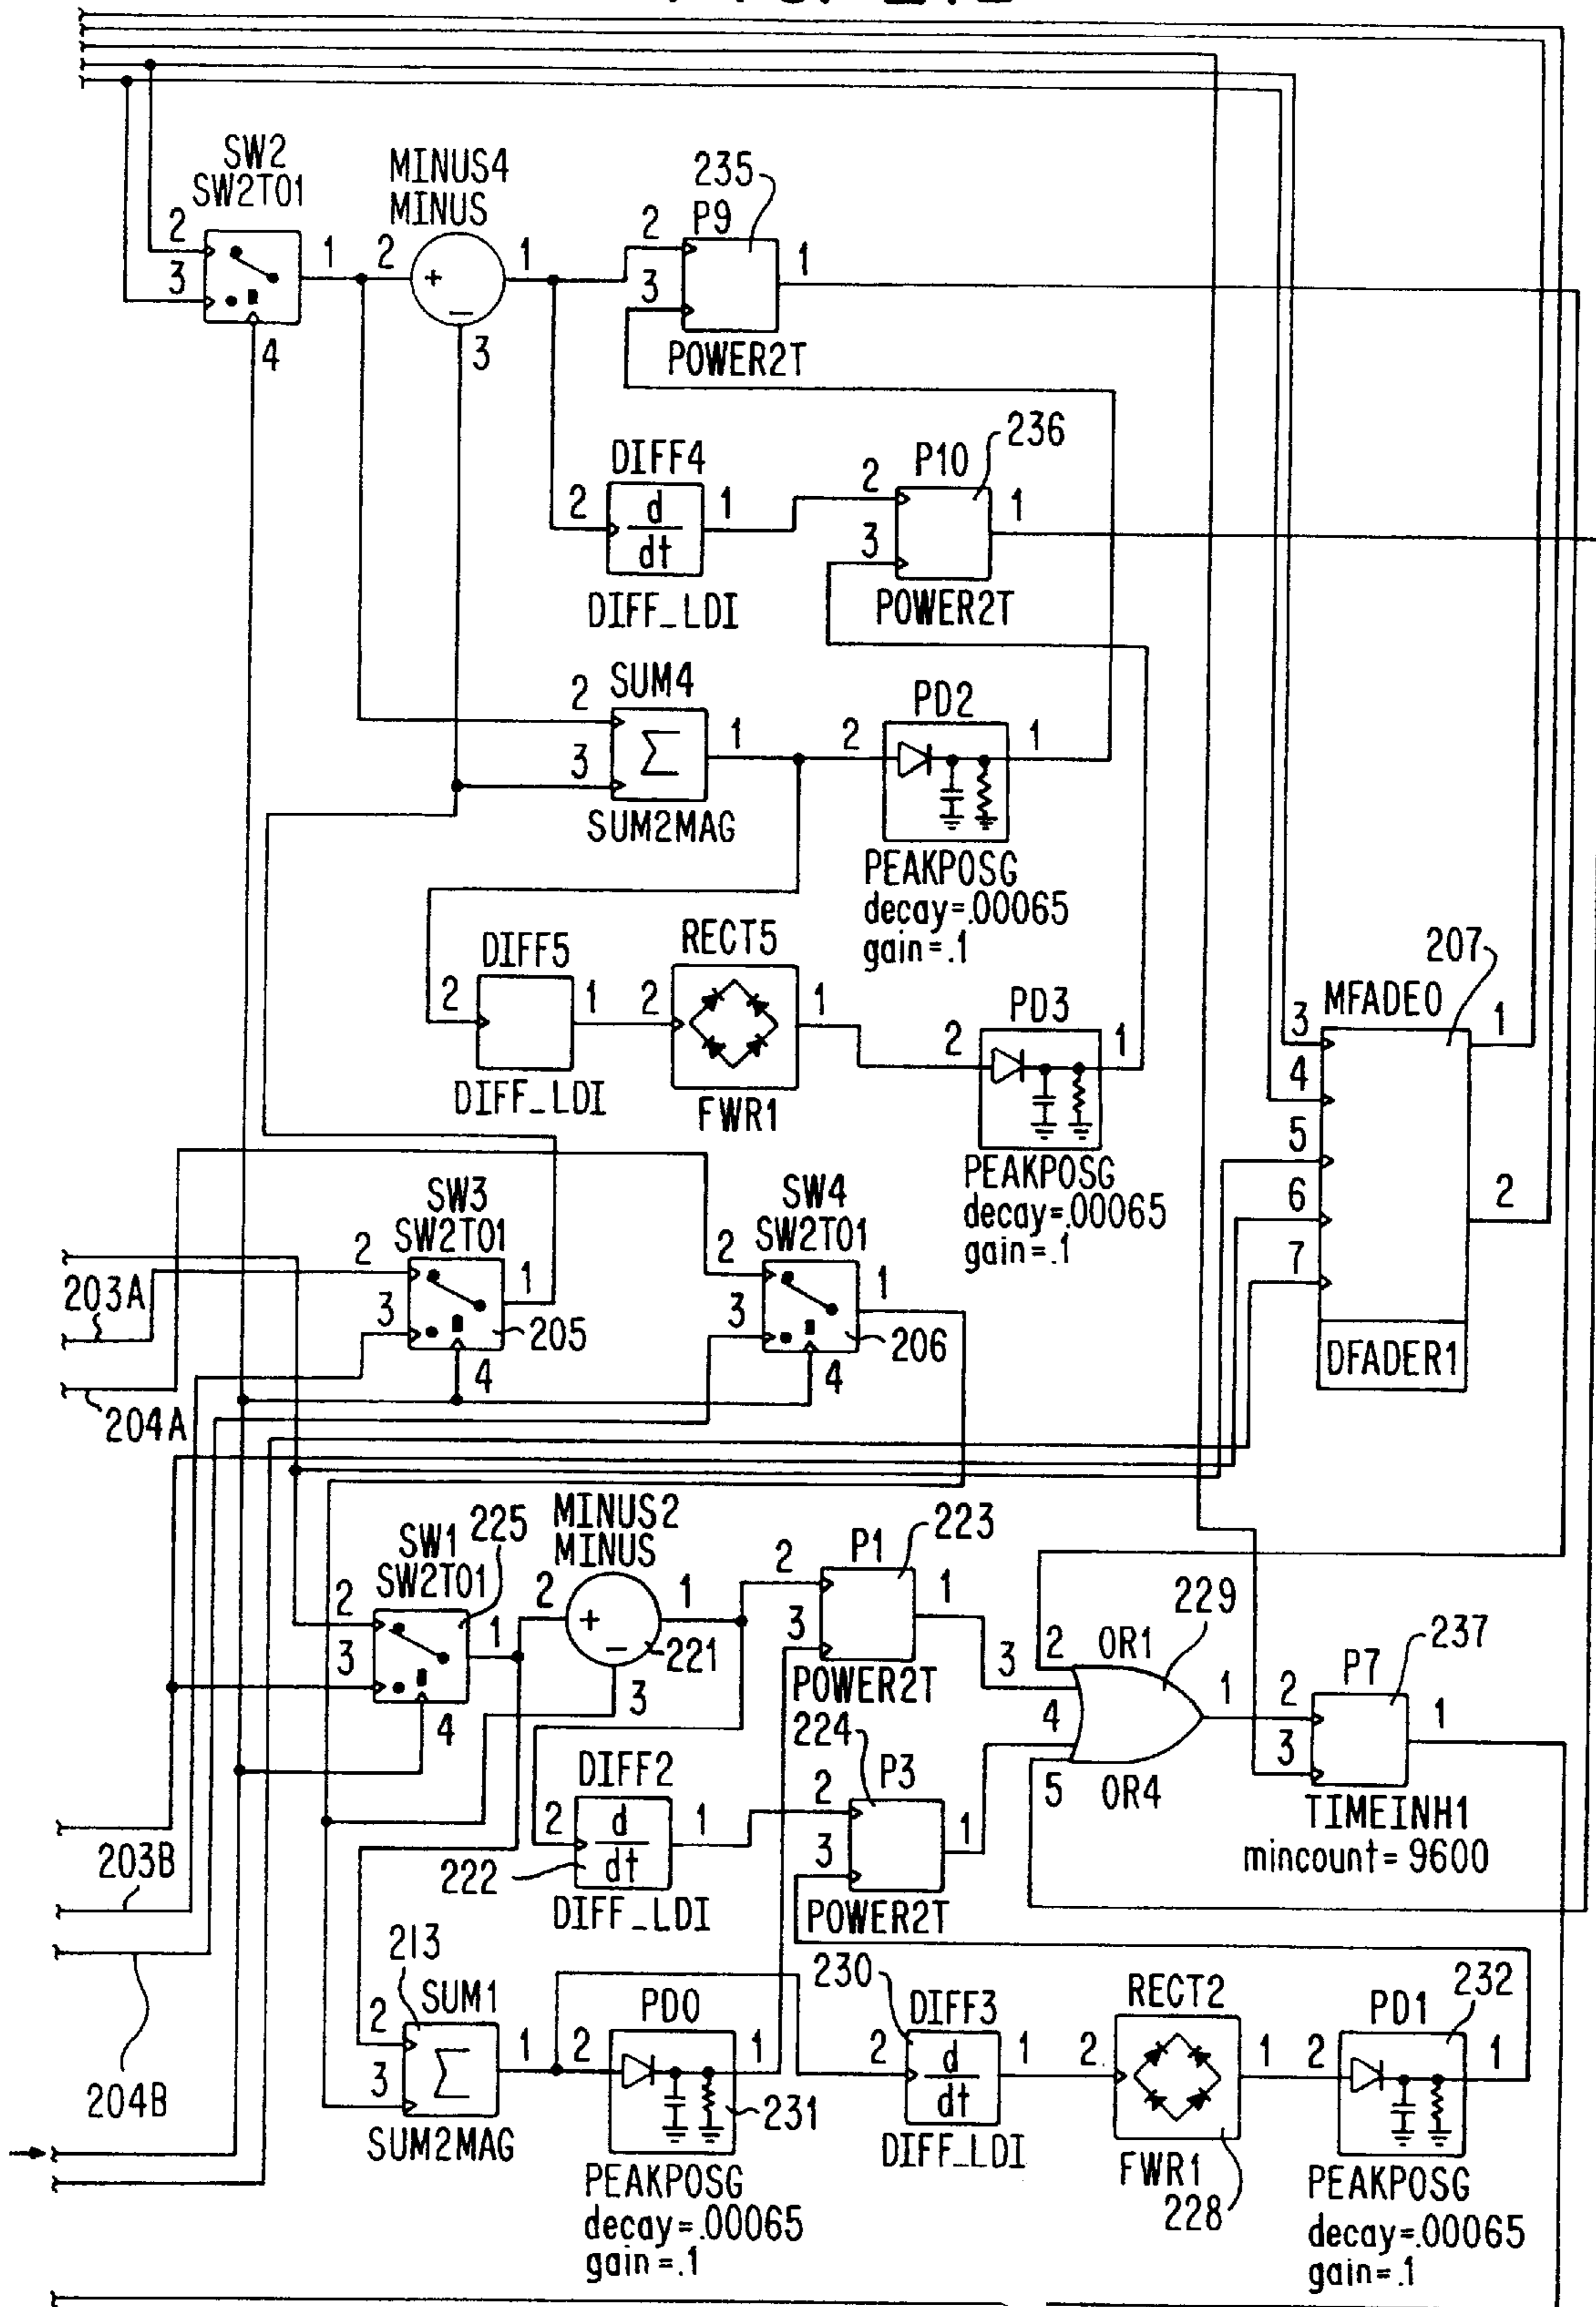 SW2
SW2TO1
2
3
1
4
MINUS4
MINUS
2
+
−
1
3
235
P9
2
3
1
POWER2T
DIFF4
2
d
dt
1
DIFF_LDI
P10
236
2
3
1
POWER2T
SUM4
2
3
Σ
1
SUM2MAG
PD2
2
1
PEAKPOSG
decay=.00065
gain=.1
DIFF5
2
1
DIFF_LDI
RECT5
2
1
FWR1
PD3
2
1
PEAKPOSG
decay=.00065
gain=.1
207
MFADE0
3
4
5
6
7
1
2
DFADER1
203A
204A
SW3
SW2TO1
2
3
1
4
205
SW4
SW2TO1
2
3
1
4
206
SW1
225
SW2TO1
2
3
1
4
MINUS2
MINUS
2
+
−
1
3
221
P1
223
2
3
1
POWER2T
224
P3
2
3
1
POWER2T
DIFF2
2
d
dt
1
222
DIFF_LDI
OR1
229
2
3
4
5
1
OR4
P7
237
2
3
1
TIMEINH1
mincount= 9600
203B
204B
213
SUM1
2
3
Σ
1
SUM2MAG
PD0
2
1
231
PEAKPOSG
decay=.00065
gain=.1
230
DIFF3
2
d
dt
1
DIFF_LDI
RECT2
2
1
FWR1
228
PD1
232
2
1
PEAKPOSG
decay=.00065
gain=.1